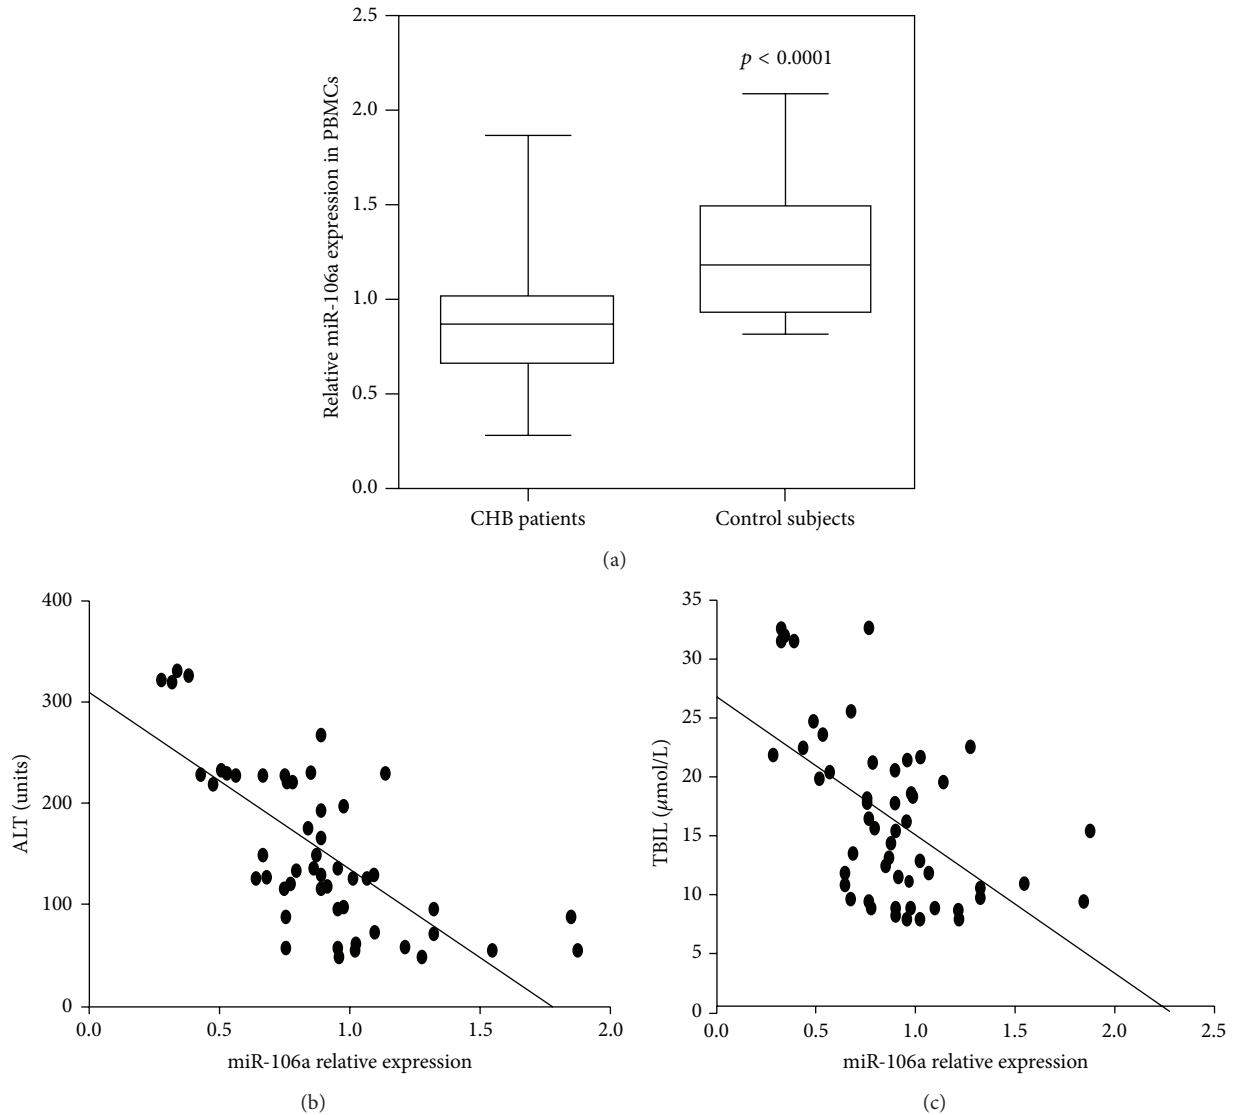 2.5
2.0
1.5
1.0
0.5
0.0
Relative miR-106a expression in PBMCs
p < 0.0001
CHB patients
Control subjects
(a)
400
300
200
100
0
ALT (units)
0.0 0.5 1.0 1.5 2.0
miR-106a relative expression
(b)
35
30
25
20
15
10
5
0
TBIL (μmol/L)
0.0 0.5 1.0 1.5 2.0 2.5
miR-106a relative expression
(c)